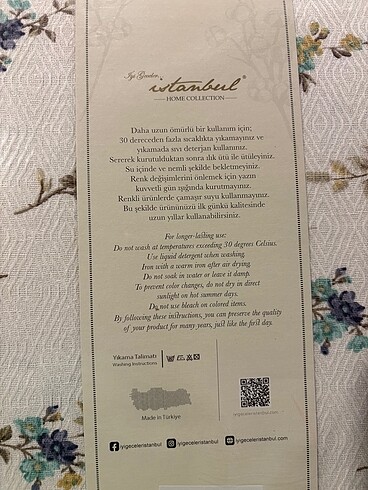 İyi Geceler
istanbul®
HOME COLLECTION
Daha uzun ömürlü bir kullanım için;
30 dereceden fazla sıcaklıkta yıkamayınız ve
yıkamada sıvı deterjan kullanınız.
Sererek kurutulduktan sonra ılık ütü ile ütüleyiniz.
Su içinde ve nemli şekilde bekletmeyiniz.
Renk değişimlerini önlemek için yazın
kuvvetli gün ışığında kurutmayınız.
Renkli ürünlerde çamaşır suyu kullanmayınız.
Bu şekilde ürününüzü ilk günkü kalitesinde
uzun yıllar kullanabilirsiniz.
For longer-lasting use:
Do not wash at temperatures exceeding 30 degrees Celsius.
Use liquid detergent when washing.
Iron with a warm iron after air drying.
Do not soak in water or leave it damp.
To prevent color changes, do not dry in direct
sunlight on hot summer days.
Do not use bleach on colored items.
By following these instructions, you can preserve the quality
of your product for many years, just like the first day.
Yıkama Talimatı
Washing Instructions
Made in Türkiye
iyigeceleristanbul.com
iyigeceleristanbul
iyigeceleristanbul
iyigeceleristanbul.com